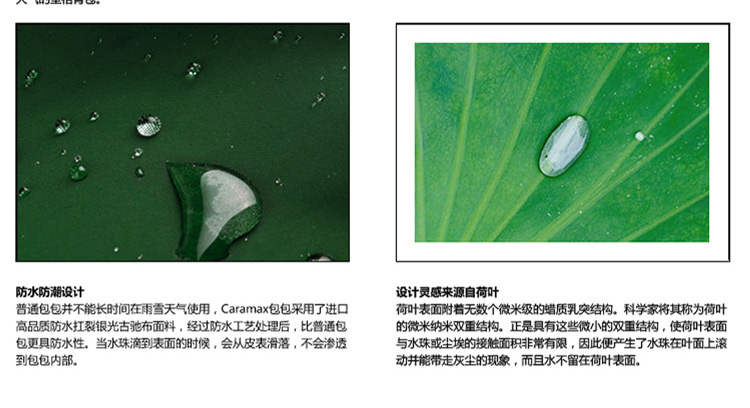 的里桔背包。
防水防潮设计
普通包包并不能长时间在雨雪天气使用，Caramax包包采用了进口
高品质防水扛裂银光古驰布面料，经过防水工艺处理后，比普通包
包更具防水性。当水珠滴到表面的时候，会从皮表滑落，不会渗透
到包包内部。
设计灵感来源自荷叶
荷叶表面附着无数个微米级的蜡质乳突结构。科学家将其称为荷叶
的微米纳米双重结构。正是具有这些微小的双重结构，使荷叶表面
与水珠或尘埃的接触面积非常有限，因此便产生了水珠在叶面上滚
动并能带走灰尘的现象，而且水不留在荷叶表面。